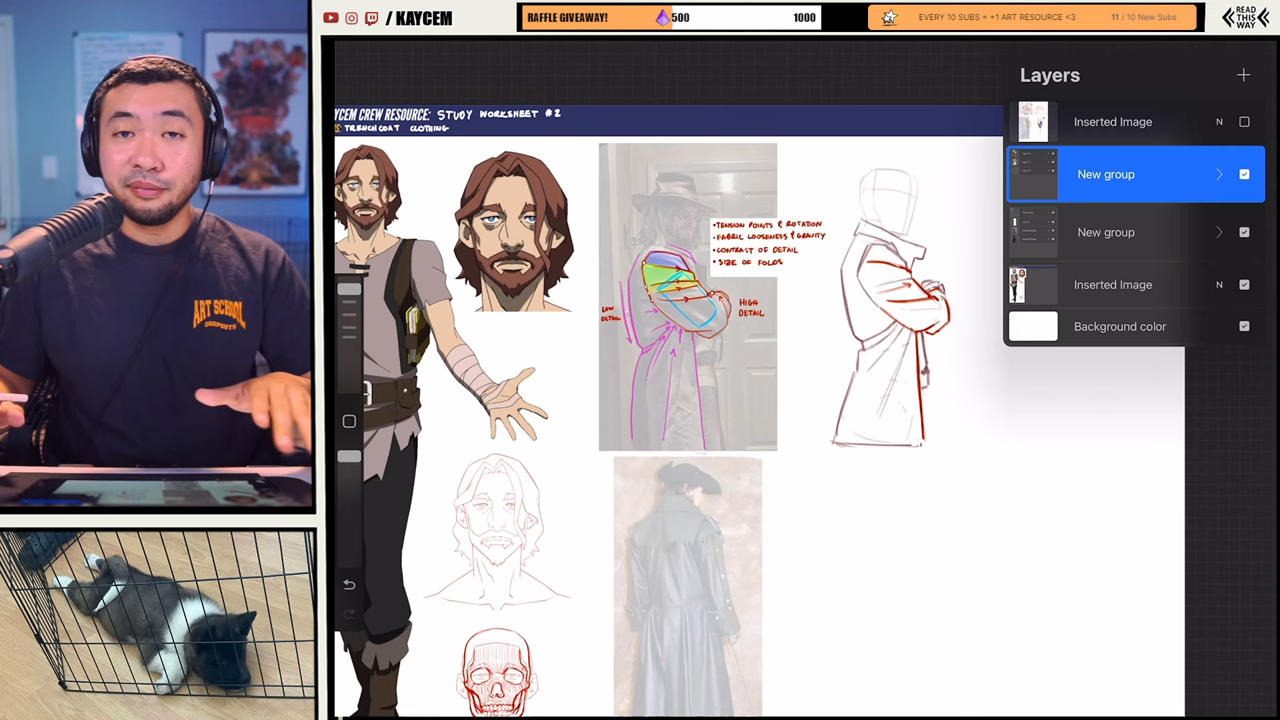 / KAYCEM
RAFFLE GIVEAWAY!
500
1000
EVERY 10 SUBS = +1 ART RESOURCE <3
11 / 10 New Subs
READ
THIS
WAY
YCEM CREW RESOURCE: STUDY WORKSHEET #2
TRENCHCOAT CLOTHING
ART SCHOOL
DROPOUTS
• TENSION POINTS & ROTATION
• FABRIC LOOSENESS & GRAVITY
• CONTRAST OF DETAIL
• SIZE OF FOLDS
LOW
DETAIL
HIGH
DETAIL
Layers
Inserted Image N
New group
New group
Inserted Image N
Background color